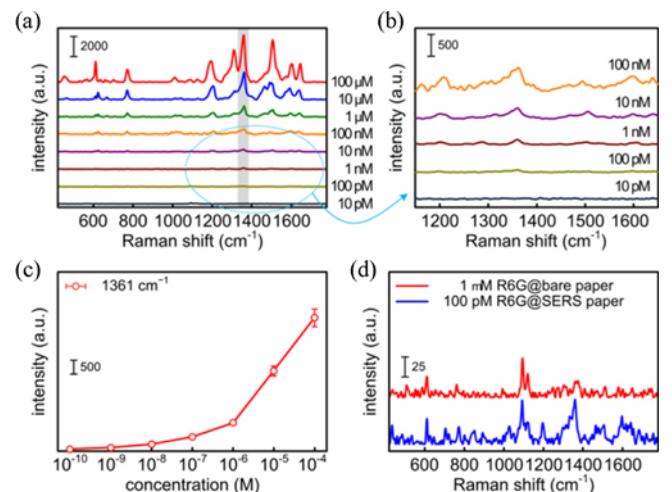 (a)
2000
intensity (a.u.)
100 μM
10 μM
1 μM
100 nM
10 nM
1 nM
100 pM
10 pM
600 800 1000 1200 1400 1600
Raman shift (cm⁻¹)
(b)
500
intensity (a.u.)
100 nM
10 nM
1 nM
100 pM
10 pM
1200 1300 1400 1500 1600
Raman shift (cm⁻¹)
(c)
1361 cm⁻¹
500
intensity (a.u.)
10⁻¹⁰ 10⁻⁹ 10⁻⁸ 10⁻⁷ 10⁻⁶ 10⁻⁵ 10⁻⁴
concentration (M)
(d)
1 mM R6G@bare paper
100 pM R6G@SERS paper
25
intensity (a.u.)
600 800 1000 1200 1400 1600
Raman shift (cm⁻¹)